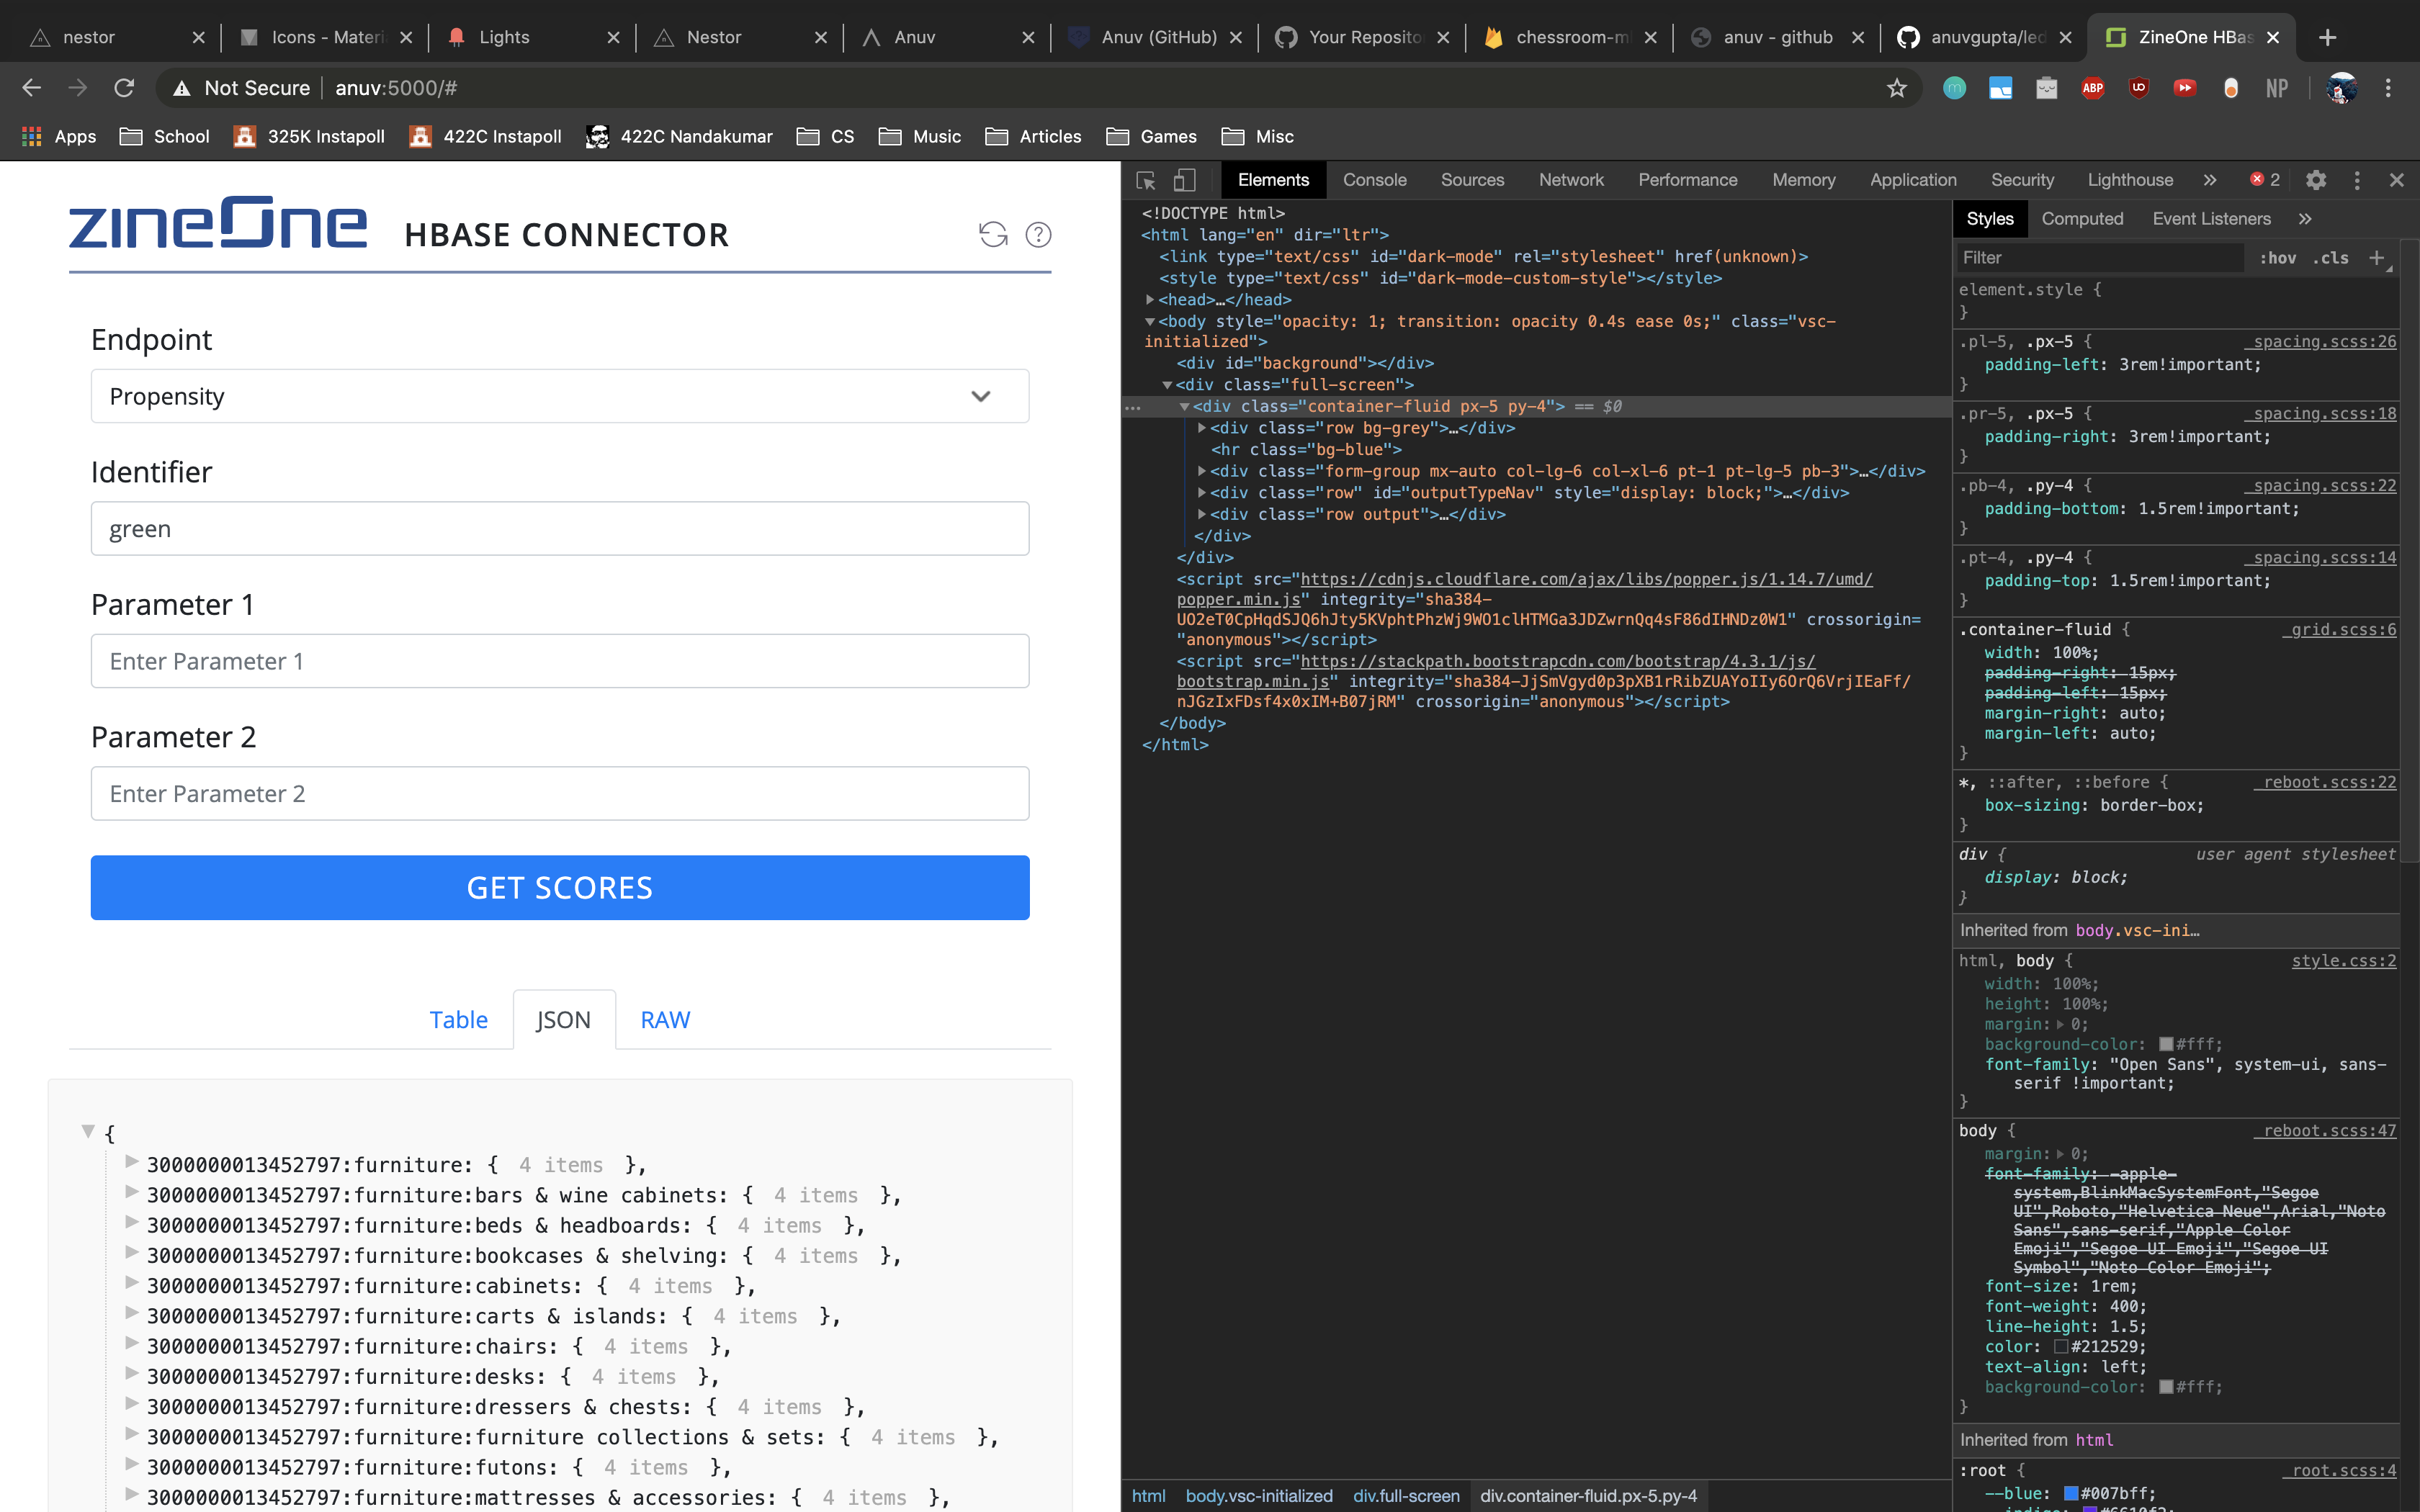 nestor
Icons - Materi
Lights
Nestor
Anuv
Anuv (GitHub)
Your Reposito
chessroom-m
anuv - github
anuvgupta/led
ZineOne HBas
Not Secure
anuv:5000/#
ABP
NP
Apps
School
325K Instapoll
422C Instapoll
422C Nandakumar
CS
Music
Articles
Games
Misc
zineOne
HBASE CONNECTOR
Endpoint
Propensity
Identifier
green
Parameter 1
Enter Parameter 1
Parameter 2
Enter Parameter 2
GET SCORES
Table
JSON
RAW
{
3000000013452797:furniture: { 4 items },
3000000013452797:furniture:bars & wine cabinets: { 4 items },
3000000013452797:furniture:beds & headboards: { 4 items },
3000000013452797:furniture:bookcases & shelving: { 4 items },
3000000013452797:furniture:cabinets: { 4 items },
3000000013452797:furniture:carts & islands: { 4 items },
3000000013452797:furniture:chairs: { 4 items },
3000000013452797:furniture:desks: { 4 items },
3000000013452797:furniture:dressers & chests: { 4 items },
3000000013452797:furniture:furniture collections & sets: { 4 items },
3000000013452797:furniture:futons: { 4 items },
3000000013452797:furniture:mattresses & accessories: { 4 items },
Elements
Console
Sources
Network
Performance
Memory
Application
Security
Lighthouse
2
<!DOCTYPE html>
<html lang="en" dir="ltr">
<link type="text/css" id="dark-mode" rel="stylesheet" href(unknown)>
<style type="text/css" id="dark-mode-custom-style"></style>
<head>…</head>
<body style="opacity: 1; transition: opacity 0.4s ease 0s;" class="vsc-
initialized">
<div id="background"></div>
<div class="full-screen">
<div class="container-fluid px-5 py-4"> == $0
<div class="row bg-grey">…</div>
<hr class="bg-blue">
<div class="form-group mx-auto col-lg-6 col-xl-6 pt-1 pt-lg-5 pb-3">…</div>
<div class="row" id="outputTypeNav" style="display: block;">…</div>
<div class="row output">…</div>
</div>
</div>
<script src="https://cdnjs.cloudflare.com/ajax/libs/popper.js/1.14.7/umd/
popper.min.js" integrity="sha384-
UO2eT0CpHqdSJQ6hJty5KVphtPhzWj9WO1clHTMGa3JDZwrnQq4sF86dIHNDz0W1" crossorigin=
"anonymous"></script>
<script src="https://stackpath.bootstrapcdn.com/bootstrap/4.3.1/js/
bootstrap.min.js" integrity="sha384-JjSmVgyd0p3pXB1rRibZUAYoIIy6OrQ6VrjIEaFf/
nJGzIxFDsf4x0xIM+B07jRM" crossorigin="anonymous"></script>
</body>
</html>
html
body.vsc-initialized
div.full-screen
div.container-fluid.px-5.py-4
Styles
Computed
Event Listeners
Filter
:hov
.cls
element.style {
}
.pl-5, .px-5 { _spacing.scss:26
padding-left: 3rem!important;
}
.pr-5, .px-5 { _spacing.scss:18
padding-right: 3rem!important;
}
.pb-4, .py-4 { _spacing.scss:22
padding-bottom: 1.5rem!important;
}
.pt-4, .py-4 { _spacing.scss:14
padding-top: 1.5rem!important;
}
.container-fluid { _grid.scss:6
width: 100%;
padding-right: 15px;
padding-left: 15px;
margin-right: auto;
margin-left: auto;
}
*, ::after, ::before { _reboot.scss:22
box-sizing: border-box;
}
div { user agent stylesheet
display: block;
}
Inherited from body.vsc-ini…
html, body { style.css:2
width: 100%;
height: 100%;
margin: 0;
background-color: #fff;
font-family: "Open Sans", system-ui, sans-
serif !important;
}
body { _reboot.scss:47
margin: 0;
font-family: -apple-
system,BlinkMacSystemFont,"Segoe
UI",Roboto,"Helvetica Neue",Arial,"Noto
Sans",sans-serif,"Apple Color
Emoji","Segoe UI Emoji","Segoe UI
Symbol","Noto Color Emoji";
font-size: 1rem;
font-weight: 400;
line-height: 1.5;
color: #212529;
text-align: left;
background-color: #fff;
}
Inherited from html
:root { _root.scss:4
--blue: #007bff;
--indigo: #6610f2;